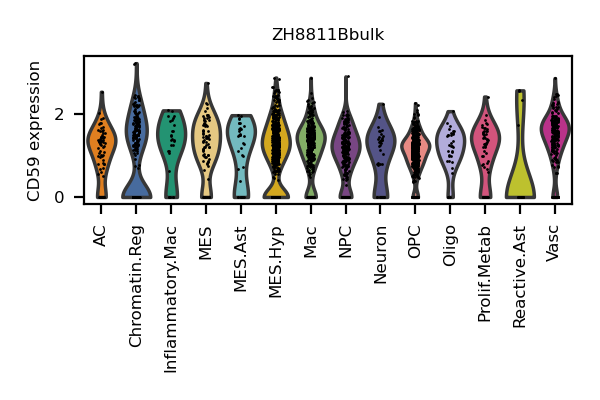 ZH8811Bbulk
CD59 expression
2
0
AC
Chromatin.Reg
Inflammatory.Mac
MES
MES.Ast
MES.Hyp
Mac
NPC
Neuron
OPC
Oligo
Prolif.Metab
Reactive.Ast
Vasc